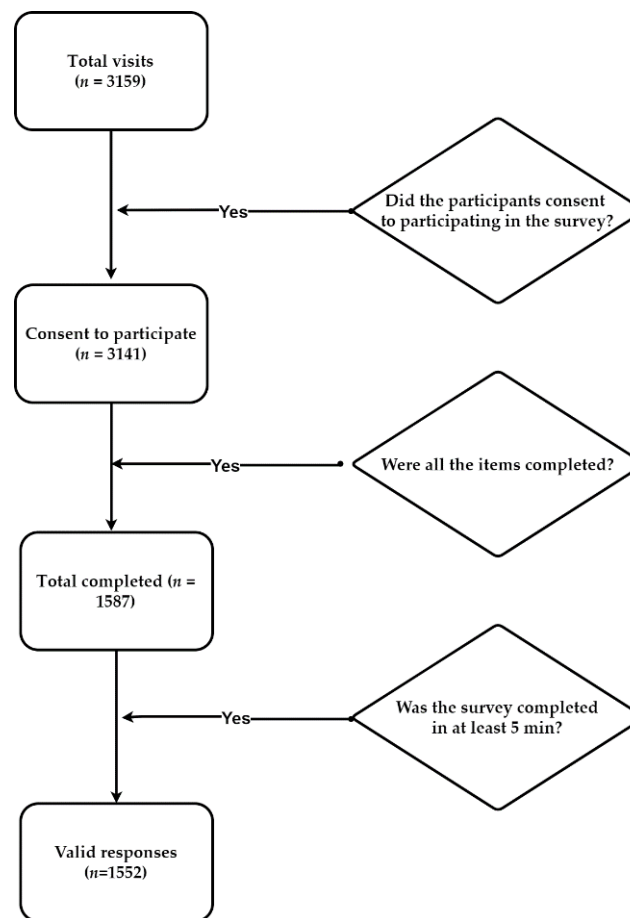 Total visits
(n = 3159)
Did the participants consent
to participating in the survey?
Yes
Consent to participate
(n = 3141)
Were all the items completed?
Yes
Total completed (n =
1587)
Was the survey completed
in at least 5 min?
Yes
Valid responses
(n=1552)